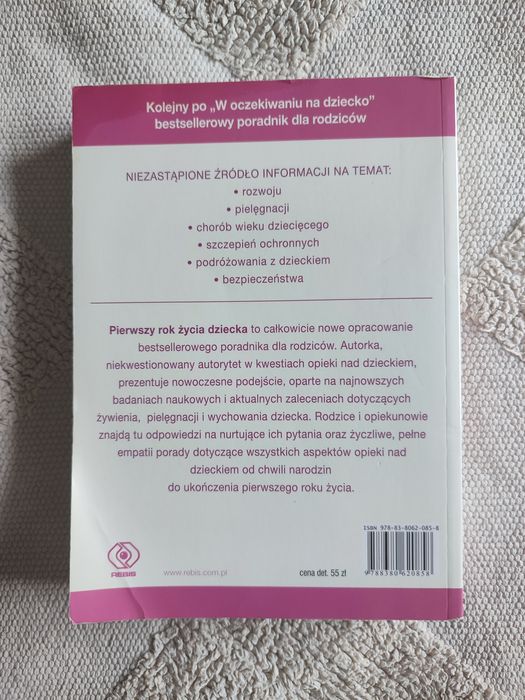 Kolejny po „W oczekiwaniu na dziecko”
bestsellerowy poradnik dla rodziców
NIEZASTĄPIONE ŹRÓDŁO INFORMACJI NA TEMAT:
• rozwoju
• pielęgnacji
• chorób wieku dziecięcego
• szczepień ochronnych
• podróżowania z dzieckiem
• bezpieczeństwa
Pierwszy rok życia dziecka to całkowicie nowe opracowanie
bestsellerowego poradnika dla rodziców. Autorka,
niekwestionowany autorytet w kwestiach opieki nad dzieckiem,
prezentuje nowoczesne podejście, oparte na najnowszych
badaniach naukowych i aktualnych zaleceniach dotyczących
żywienia, pielęgnacji i wychowania dziecka. Rodzice i opiekunowie
znajdą tu odpowiedzi na nurtujące ich pytania oraz życzliwe, pełne
empatii porady dotyczące wszystkich aspektów opieki nad
dzieckiem od chwili narodzin
do ukończenia pierwszego roku życia.
ISBN 978-83-8062-085-8
REBIS
www.rebis.com.pl
cena det. 55 zł
9 788380 620858